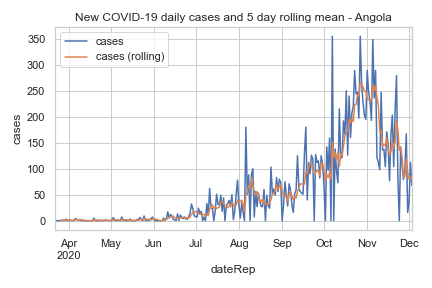 New COVID-19 daily cases and 5 day rolling mean - Angola
cases
cases (rolling)
350
300
250
200
150
100
50
0
cases
Apr
2020
May
Jun
Jul
Aug
Sep
Oct
Nov
Dec
dateRep